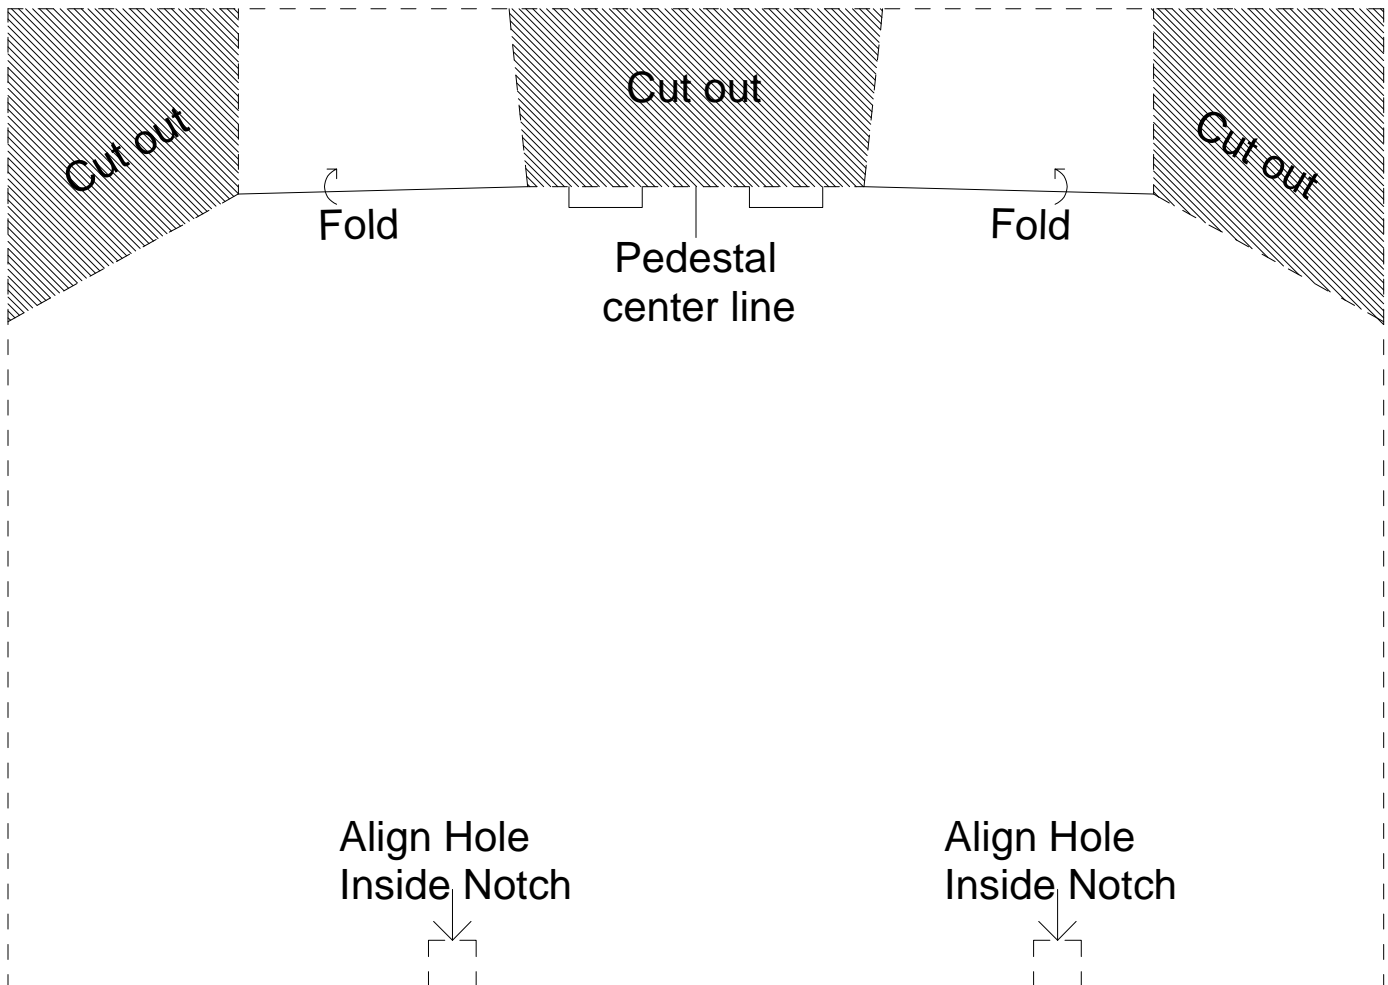 Cut out
Cut out
Cut out
Fold
Fold
Pedestal
center line
Align Hole
Inside Notch
Align Hole
Inside Notch